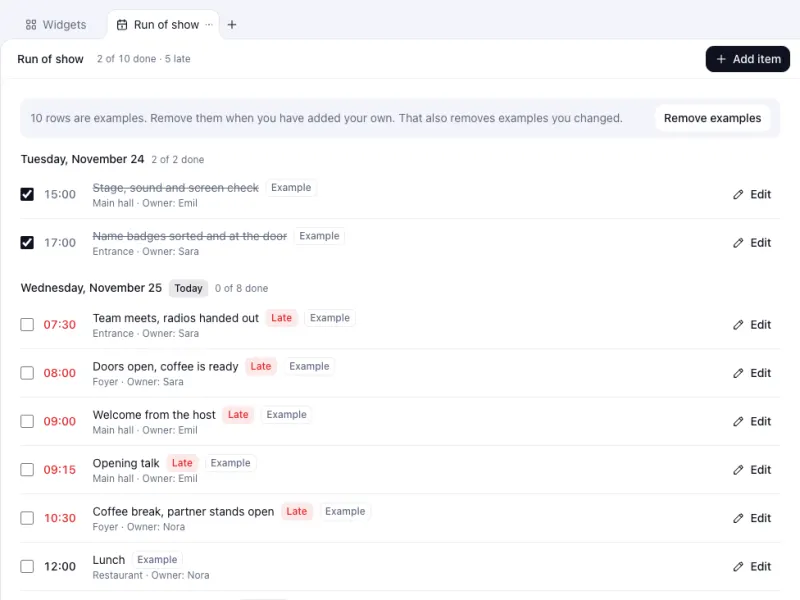 Widgets
Run of show ...
Run of show 2 of 10 done · 5 late
Add item
10 rows are examples. Remove them when you have added your own. That also removes examples you changed.
Remove examples
Tuesday, November 24 2 of 2 done
15:00 Stage, sound and screen check Example
Main hall · Owner: Emil
Edit
17:00 Name badges sorted and at the door Example
Entrance · Owner: Sara
Edit
Wednesday, November 25 Today 0 of 8 done
07:30 Team meets, radios handed out Late Example
Entrance · Owner: Sara
Edit
08:00 Doors open, coffee is ready Late Example
Foyer · Owner: Sara
Edit
09:00 Welcome from the host Late Example
Main hall · Owner: Emil
Edit
09:15 Opening talk Late Example
Main hall · Owner: Emil
Edit
10:30 Coffee break, partner stands open Late Example
Foyer · Owner: Nora
Edit
12:00 Lunch Example
Restaurant · Owner: Nora
Edit